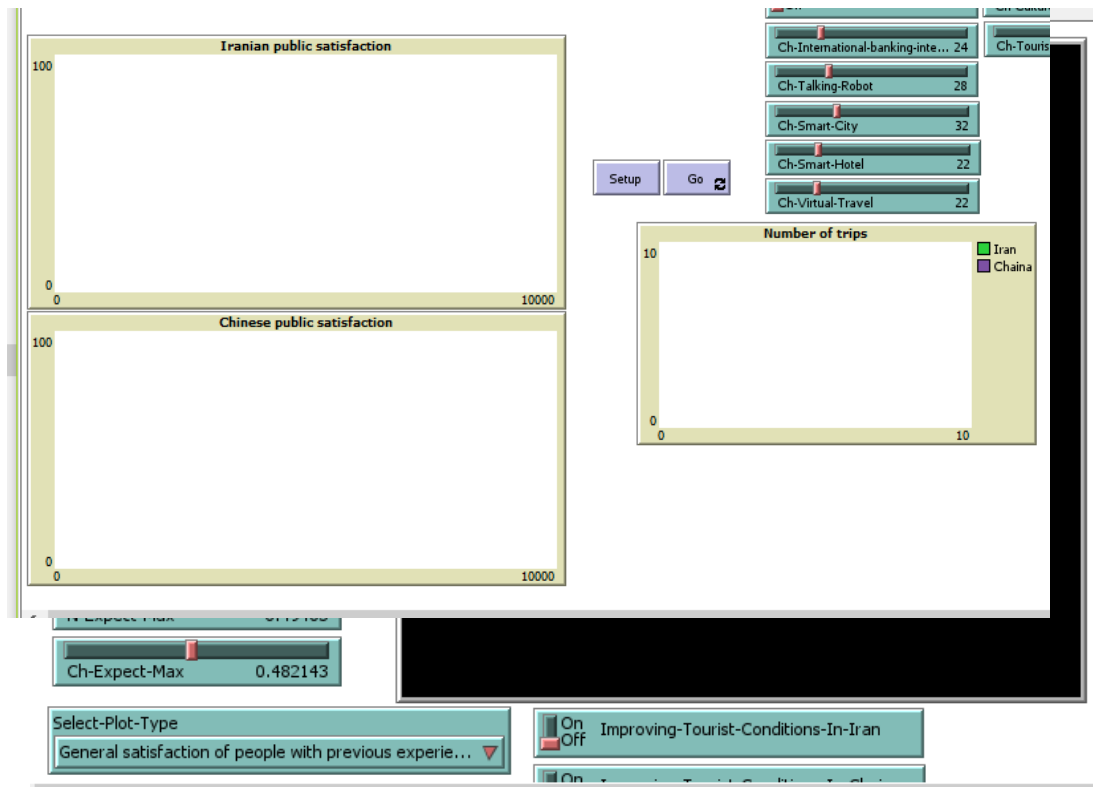 Iranian public satisfaction
100
0
0 10000
Chinese public satisfaction
100
0
0 10000
Setup
Go
Ch-International-banking-inte... 24
Ch-Touris
Ch-Talking-Robot 28
Ch-Smart-City 32
Ch-Smart-Hotel 22
Ch-Virtual-Travel 22
Number of trips
10
0
0 10
Iran
Chaina
Ch-Expect-Max 0.482143
Select-Plot-Type
General satisfaction of people with previous experie...
On
Off
Improving-Tourist-Conditions-In-Iran
On